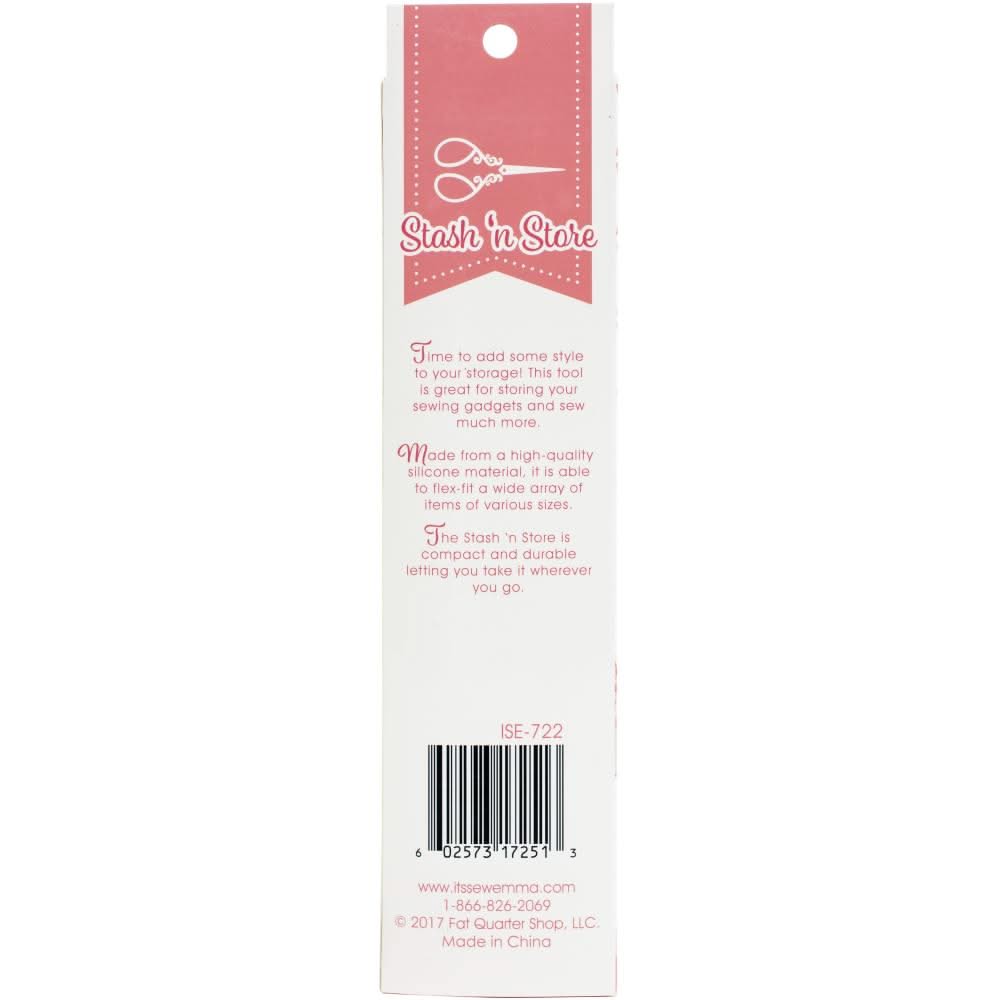 Stash 'n Store
Time to add some style
to your storage! This tool
is great for storing your
sewing gadgets and sew
much more.
Made from a high-quality
silicone material, it is able
to flex-fit a wide array of
items of various sizes.
The Stash 'n Store is
compact and durable
letting you take it wherever
you go.
ISE-722
6 02573 17251 3
www.itssewemma.com
1-866-826-2069
© 2017 Fat Quarter Shop, LLC.
Made in China